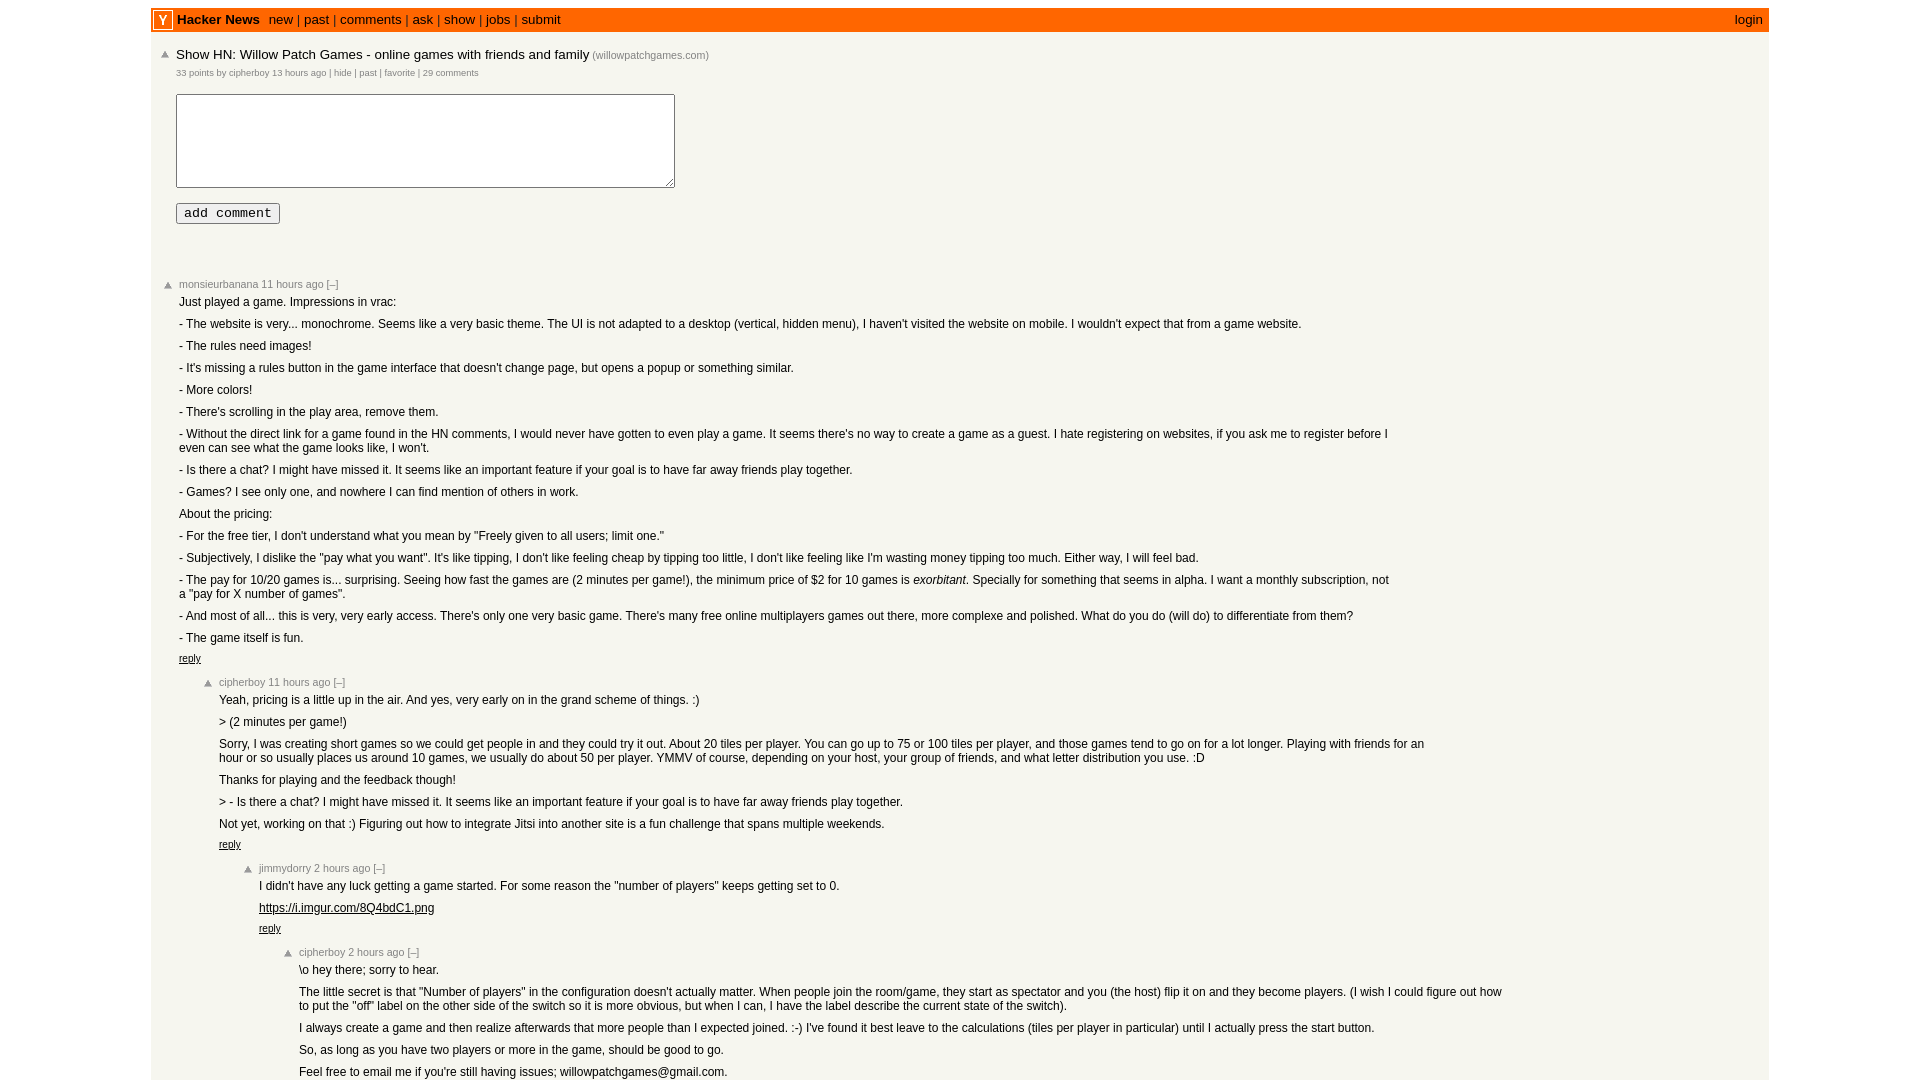 Y Hacker News new | past | comments | ask | show | jobs | submit login
Show HN: Willow Patch Games - online games with friends and family (willowpatchgames.com)
33 points by cipherboy 13 hours ago | hide | past | favorite | 29 comments
add comment
monsieurbanana 11 hours ago [–]
Just played a game. Impressions in vrac:
- The website is very... monochrome. Seems like a very basic theme. The UI is not adapted to a desktop (vertical, hidden menu), I haven't visited the website on mobile. I wouldn't expect that from a game website.
- The rules need images!
- It's missing a rules button in the game interface that doesn't change page, but opens a popup or something similar.
- More colors!
- There's scrolling in the play area, remove them.
- Without the direct link for a game found in the HN comments, I would never have gotten to even play a game. It seems there's no way to create a game as a guest. I hate registering on websites, if you ask me to register before I
even can see what the game looks like, I won't.
- Is there a chat? I might have missed it. It seems like an important feature if your goal is to have far away friends play together.
- Games? I see only one, and nowhere I can find mention of others in work.
About the pricing:
- For the free tier, I don't understand what you mean by "Freely given to all users; limit one."
- Subjectively, I dislike the "pay what you want". It's like tipping, I don't like feeling cheap by tipping too little, I don't like feeling like I'm wasting money tipping too much. Either way, I will feel bad.
- The pay for 10/20 games is... surprising. Seeing how fast the games are (2 minutes per game!), the minimum price of $2 for 10 games is exorbitant. Specially for something that seems in alpha. I want a monthly subscription, not
a "pay for X number of games".
- And most of all... this is very, very early access. There's only one very basic game. There's many free online multiplayers games out there, more complexe and polished. What do you do (will do) to differentiate from them?
- The game itself is fun.
reply
cipherboy 11 hours ago [–]
Yeah, pricing is a little up in the air. And yes, very early on in the grand scheme of things. :)
> (2 minutes per game!)
Sorry, I was creating short games so we could get people in and they could try it out. About 20 tiles per player. You can go up to 75 or 100 tiles per player, and those games tend to go on for a lot longer. Playing with friends for an
hour or so usually places us around 10 games, we usually do about 50 per player. YMMV of course, depending on your host, your group of friends, and what letter distribution you use. :D
Thanks for playing and the feedback though!
> - Is there a chat? I might have missed it. It seems like an important feature if your goal is to have far away friends play together.
Not yet, working on that :) Figuring out how to integrate Jitsi into another site is a fun challenge that spans multiple weekends.
reply
jimmydorry 2 hours ago [–]
I didn't have any luck getting a game started. For some reason the "number of players" keeps getting set to 0.
https://i.imgur.com/8Q4bdC1.png
reply
cipherboy 2 hours ago [–]
\o hey there; sorry to hear.
The little secret is that "Number of players" in the configuration doesn't actually matter. When people join the room/game, they start as spectator and you (the host) flip it on and they become players. (I wish I could figure out how
to put the "off" label on the other side of the switch so it is more obvious, but when I can, I have the label describe the current state of the switch).
I always create a game and then realize afterwards that more people than I expected joined. :-) I've found it best leave to the calculations (tiles per player in particular) until I actually press the start button.
So, as long as you have two players or more in the game, should be good to go.
Feel free to email me if you're still having issues; willowpatchgames@gmail.com.